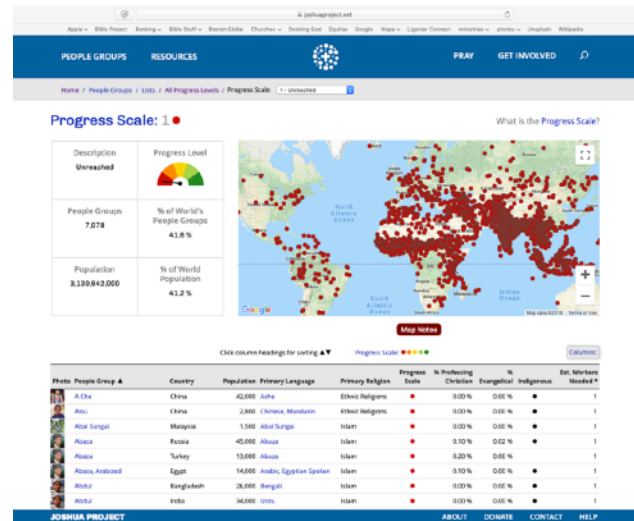 joshuaproject.net
Apple Bible Project Banking Bible Stuff Boston Globe Churches Desiring God Equifax Google Hope Ligonier Connect ministries photos Unsplash Wikipedia
PEOPLE GROUPS RESOURCES PRAY GET INVOLVED
Home / People Groups / Lists / All Progress Levels / Progress Scale: 1 - Unreached
Progress Scale: 1
What is the Progress Scale?
Description Progress Level
Unreached
People Groups % of World's People Groups
7,078 41.6 %
Population % of World Population
3,139,642,000 41.2 %
North Atlantic Ocean
South Atlantic Ocean
Indian Ocean
Google
Map data ©2018 Terms of Use
Map Notes
Click column headings for sorting ▲▼ Progress Scale: Columns
Photo People Group ▲ Country Population Primary Language Primary Religion Progress Scale % Professing Christian % Evangelical Indigenous Est. Workers Needed *
A Che China 42,000 Ache Ethnic Religions 0.00 % 0.00 % 1
Abu China 2,800 Chinese, Mandarin Ethnic Religions 0.00 % 0.00 % 1
Abai Sungai Malaysia 1,500 Abai Sungai Islam 0.00 % 0.00 % 1
Abaza Russia 45,000 Abaza Islam 0.10 % 0.02 % 1
Abaza Turkey 13,000 Abaza Islam 0.20 % 0.00 % 1
Abaza, Arabized Egypt 14,000 Arabic, Egyptian Spoken Islam 0.10 % 0.00 % 1
Abdul Bangladesh 26,000 Bengali Islam 0.00 % 0.00 % 1
Abdul India 34,000 Urdu Islam 0.00 % 0.00 % 1
JOSHUA PROJECT ABOUT DONATE CONTACT HELP